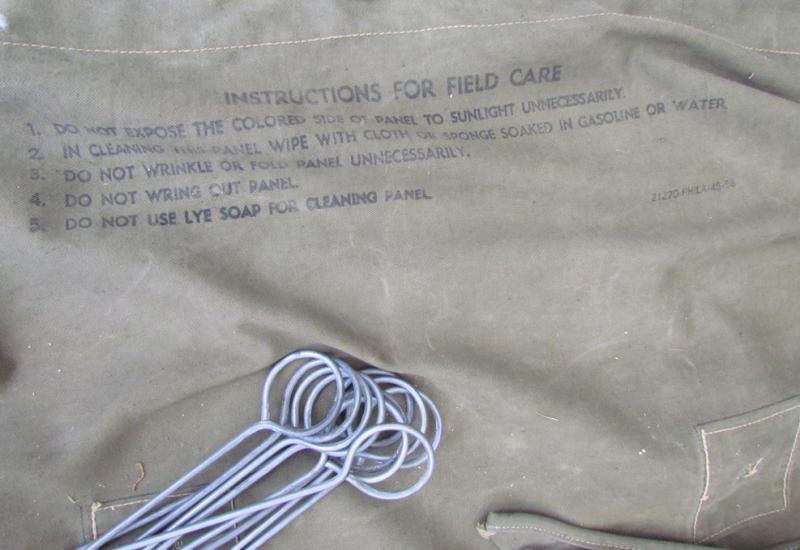 INSTRUCTIONS FOR FIELD CARE
1. DO NOT EXPOSE THE COLORED SIDE OF PANEL TO SUNLIGHT UNNECESSARILY.
2. IN CLEANING THIS PANEL WIPE WITH CLOTH OR SPONGE SOAKED IN GASOLINE OR WATER
3. DO NOT WRINKLE OR FOLD PANEL UNNECESSARILY.
4. DO NOT WRING OUT PANEL
5. DO NOT USE LYE SOAP FOR CLEANING PANEL